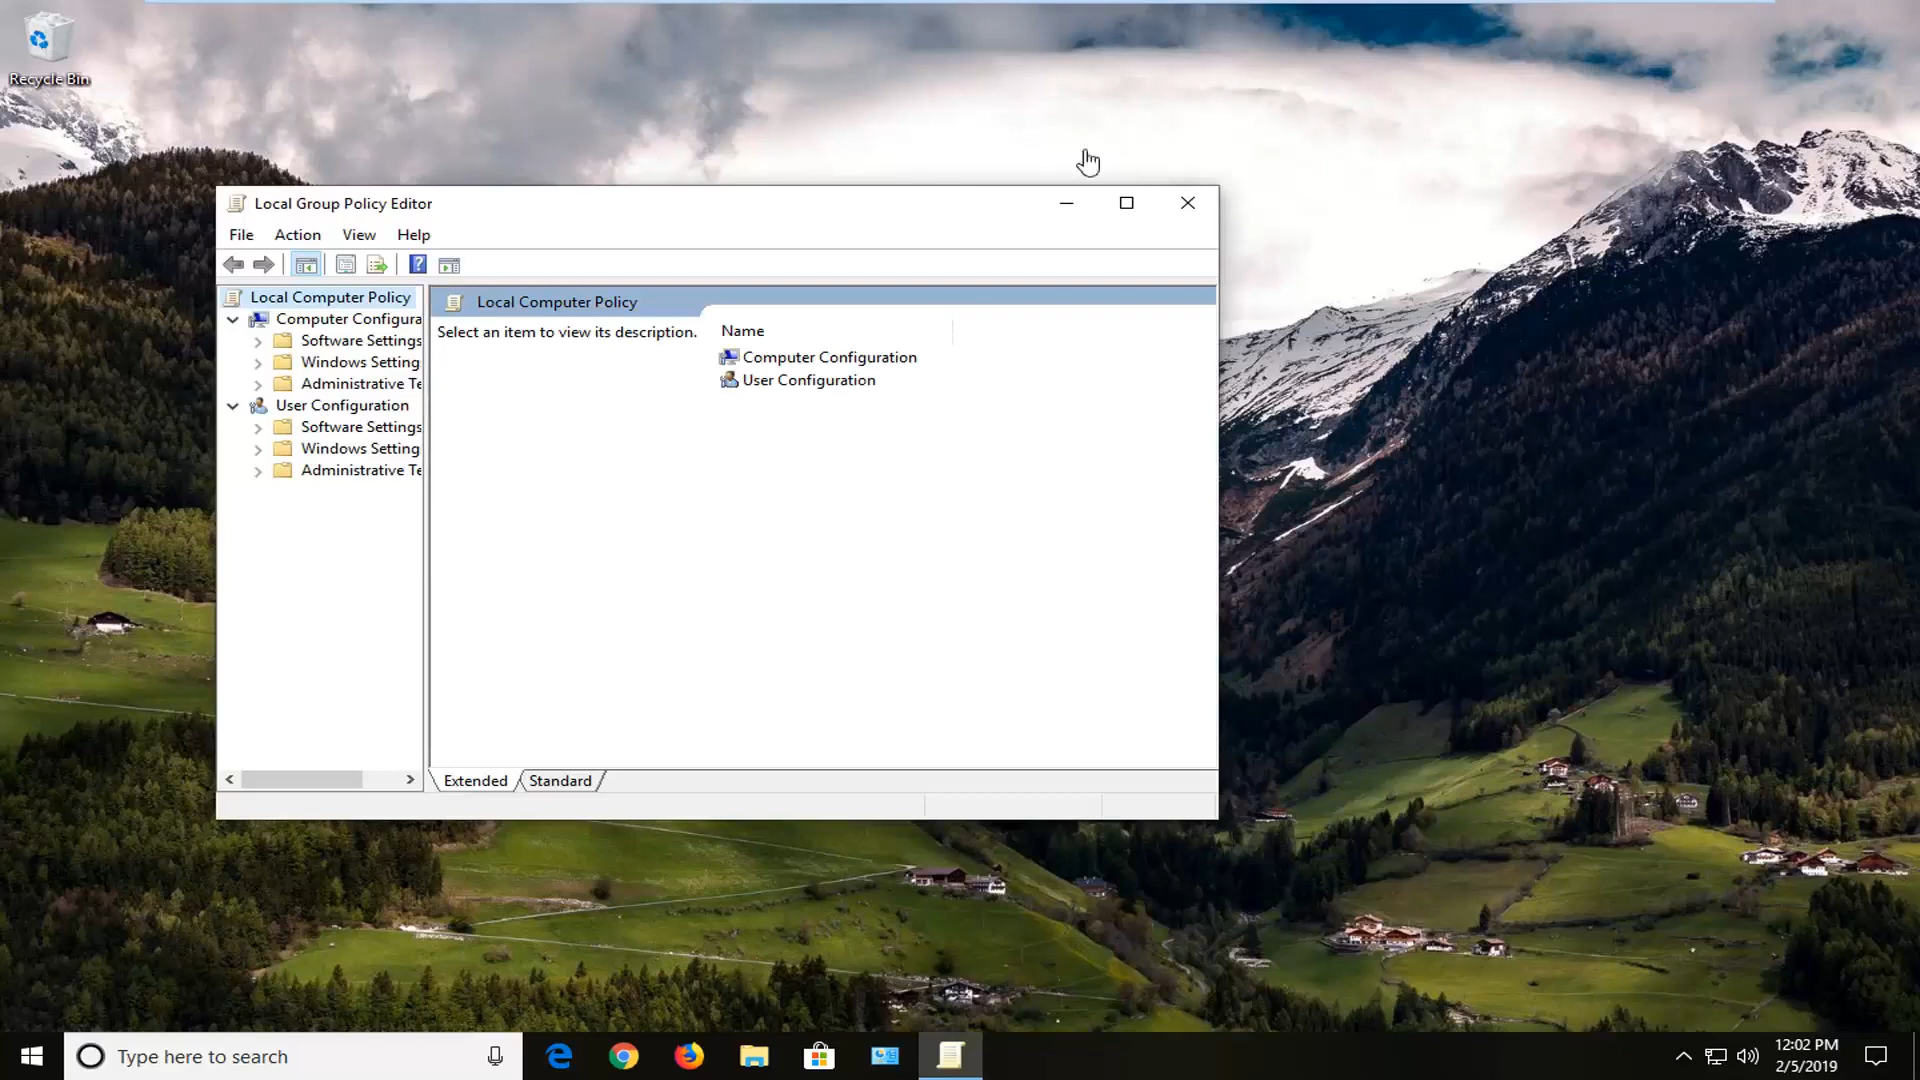 Recycle Bin
Local Group Policy Editor
File Action View Help
Local Computer Policy
Computer Configura
Software Settings
Windows Setting
Administrative Te
User Configuration
Software Settings
Windows Setting
Administrative Te
Local Computer Policy
Select an item to view its description.
Name
Computer Configuration
User Configuration
Extended Standard
Type here to search
12:02 PM
2/5/2019